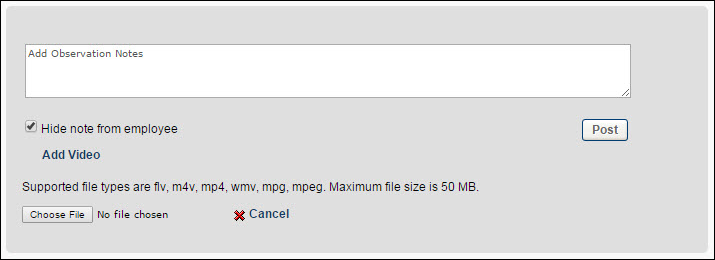 Add Observation Notes
Hide note from employee
Post
Add Video
Supported file types are flv, m4v, mp4, wmv, mpg, mpeg. Maximum file size is 50 MB.
Choose File No file chosen
Cancel